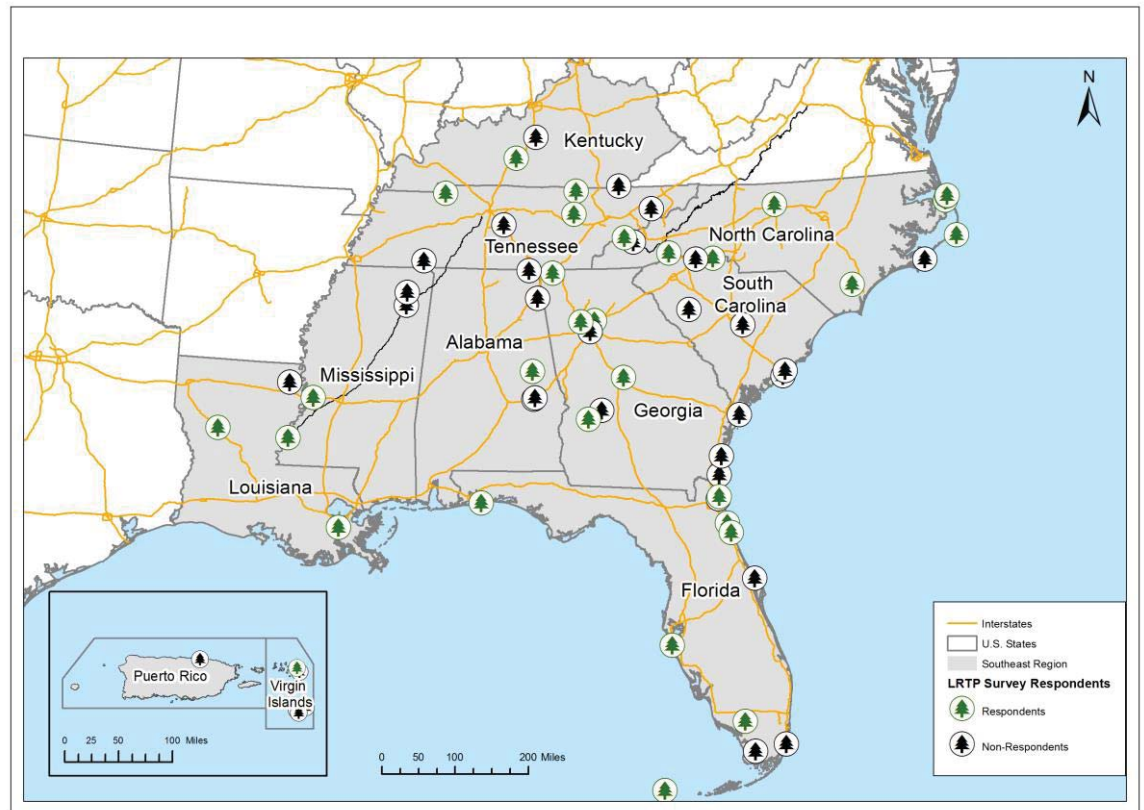 N
Kentucky
North Carolina
Tennessee
South
Carolina
Alabama
Mississippi
Georgia
Louisiana
Florida
Puerto Rico
Virgin
Islands
0 25 50 100 Miles
0 50 100 200 Miles
Interstates
U.S. States
Southeast Region
LRTP Survey Respondents
Respondents
Non-Respondents